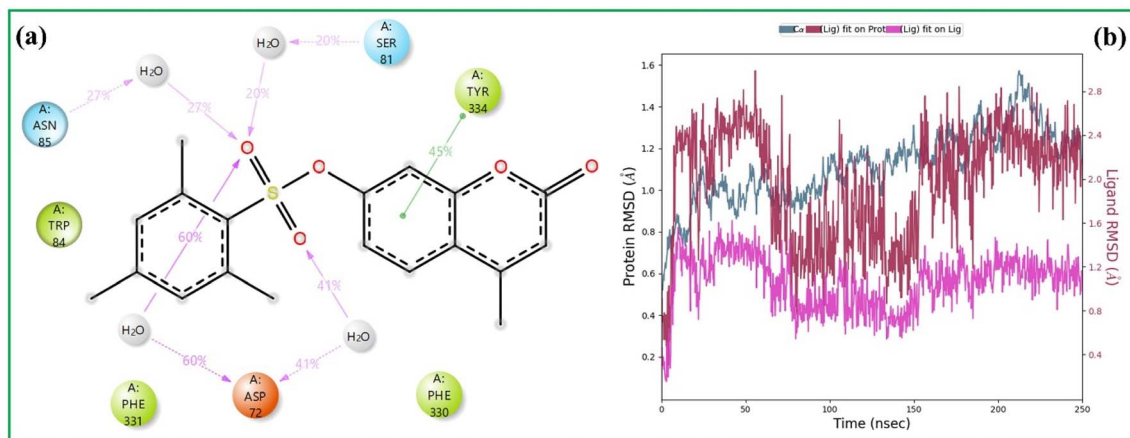 (a)
H₂O
20%
A:
SER
81
H₂O
27%
27%
20%
A:
ASN
85
A:
TYR
334
45%
O
O
O
O
S
O
A:
TRP
84
60%
41%
H₂O
H₂O
60%
41%
A:
PHE
331
A:
ASP
72
A:
PHE
330
(b)
Cα (Lig) fit on Prot (Lig) fit on Lig
Protein RMSD (Å)
1.6
1.4
1.2
1.0
0.8
0.6
0.4
0.2
2.8
2.4
2.0
1.6
1.2
0.8
0.4
Ligand RMSD (Å)
0 50 100 150 200 250
Time (nsec)